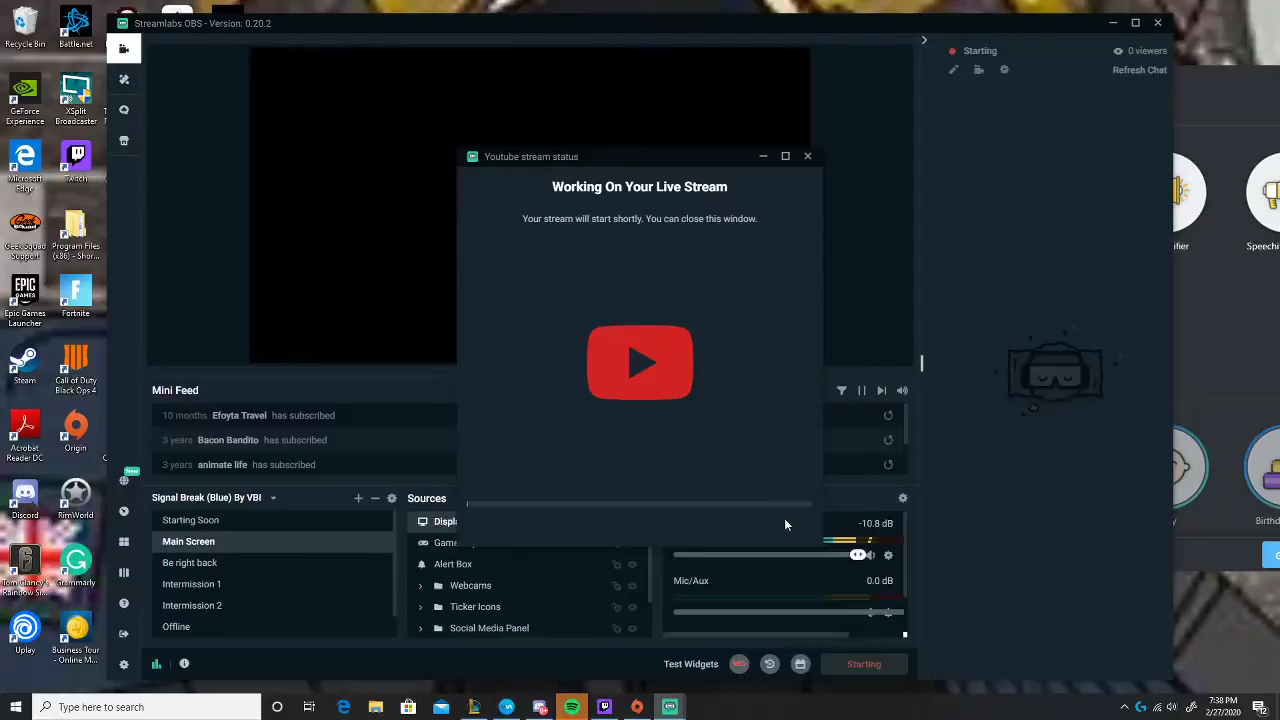 Streamlabs OBS - Version: 0.20.2
Recycle Bin
Battle.net
GeForce Experience
XSplit Broadcaster
Microsoft Edge
Twitch
Program Files (x86) - Shor...
Epic Games Launcher
Fortnite
Steam
Call of Duty Black Ops 4
Acrobat Reader DC
Origin
Discord
RimWorld
Grammarly
Uplay
Business Tour - Online M...
Starting
0 viewers
Refresh Chat
Youtube stream status
Working On Your Live Stream
Your stream will start shortly. You can close this window.
Mini Feed
10 months Efoyta Travel has subscribed
3 years Bacon Bandito has subscribed
3 years animate life has subscribed
New
Signal Break (Blue) By VBI
Starting Soon
Main Screen
Be right back
Intermission 1
Intermission 2
Offline
Sources
Displ
Game
Alert Box
Webcams
Ticker Icons
Social Media Panel
-10.8 dB
Mic/Aux
0.0 dB
Test Widgets
REC
Starting
ifier
Speechi
Birthd
Type here to search
7:38 PM
2/27/2020